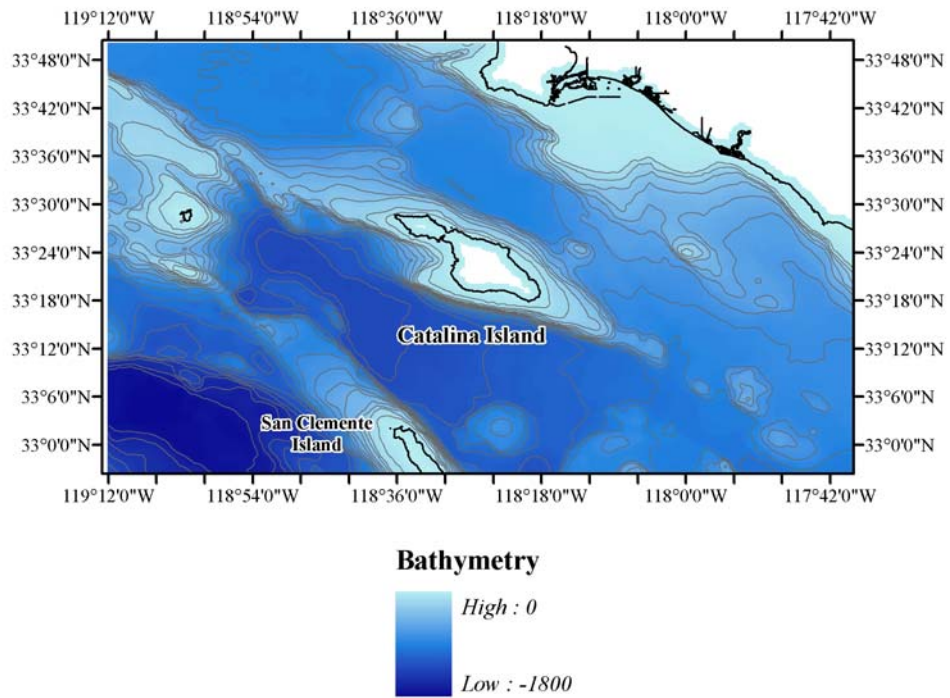 119°12'0"W 118°54'0"W 118°36'0"W 118°18'0"W 118°0'0"W 117°42'0"W
33°48'0"N 33°48'0"N
33°42'0"N 33°42'0"N
33°36'0"N 33°36'0"N
33°30'0"N 33°30'0"N
33°24'0"N 33°24'0"N
33°18'0"N 33°18'0"N
Catalina Island
33°12'0"N 33°12'0"N
33°6'0"N 33°6'0"N
San Clemente
Island
33°0'0"N 33°0'0"N
119°12'0"W 118°54'0"W 118°36'0"W 118°18'0"W 118°0'0"W 117°42'0"W
Bathymetry
High : 0
Low : -1800